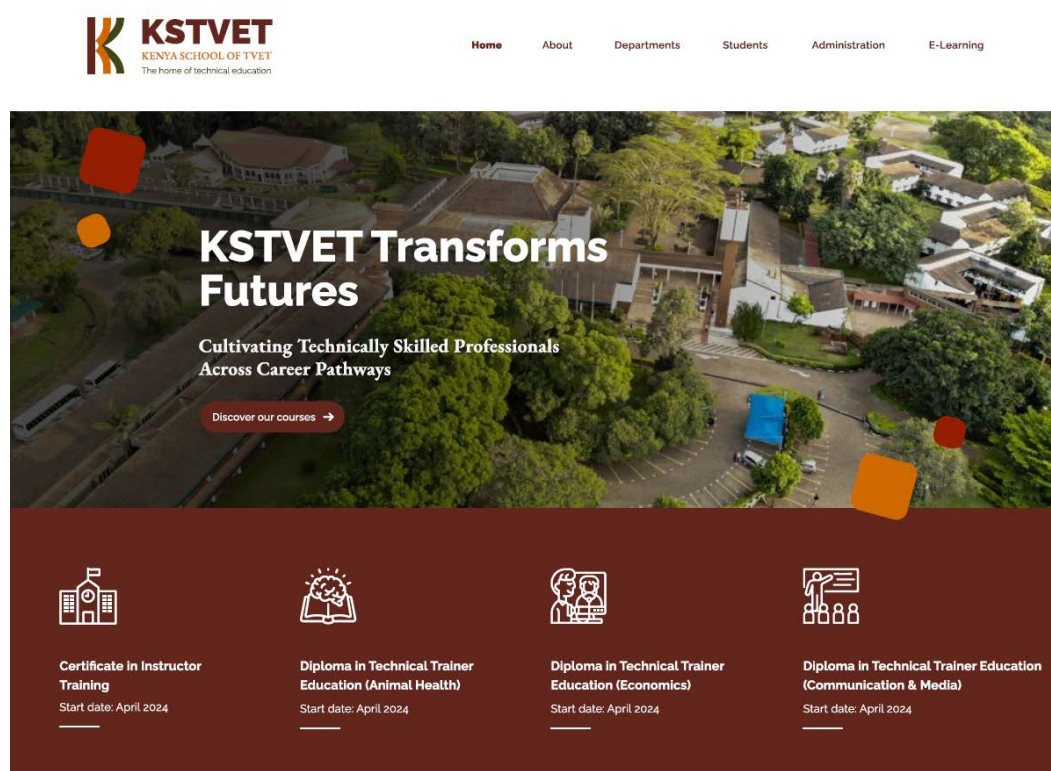 KSTVET
KENYA SCHOOL OF TVET
The home of technical education
Home About Departments Students Administration E-Learning
KSTVET Transforms
Futures
Cultivating Technically Skilled Professionals
Across Career Pathways
Discover our courses →
Certificate in Instructor
Training
Start date: April 2024
Diploma in Technical Trainer
Education (Animal Health)
Start date: April 2024
Diploma in Technical Trainer
Education (Economics)
Start date: April 2024
Diploma in Technical Trainer Education
(Communication & Media)
Start date: April 2024